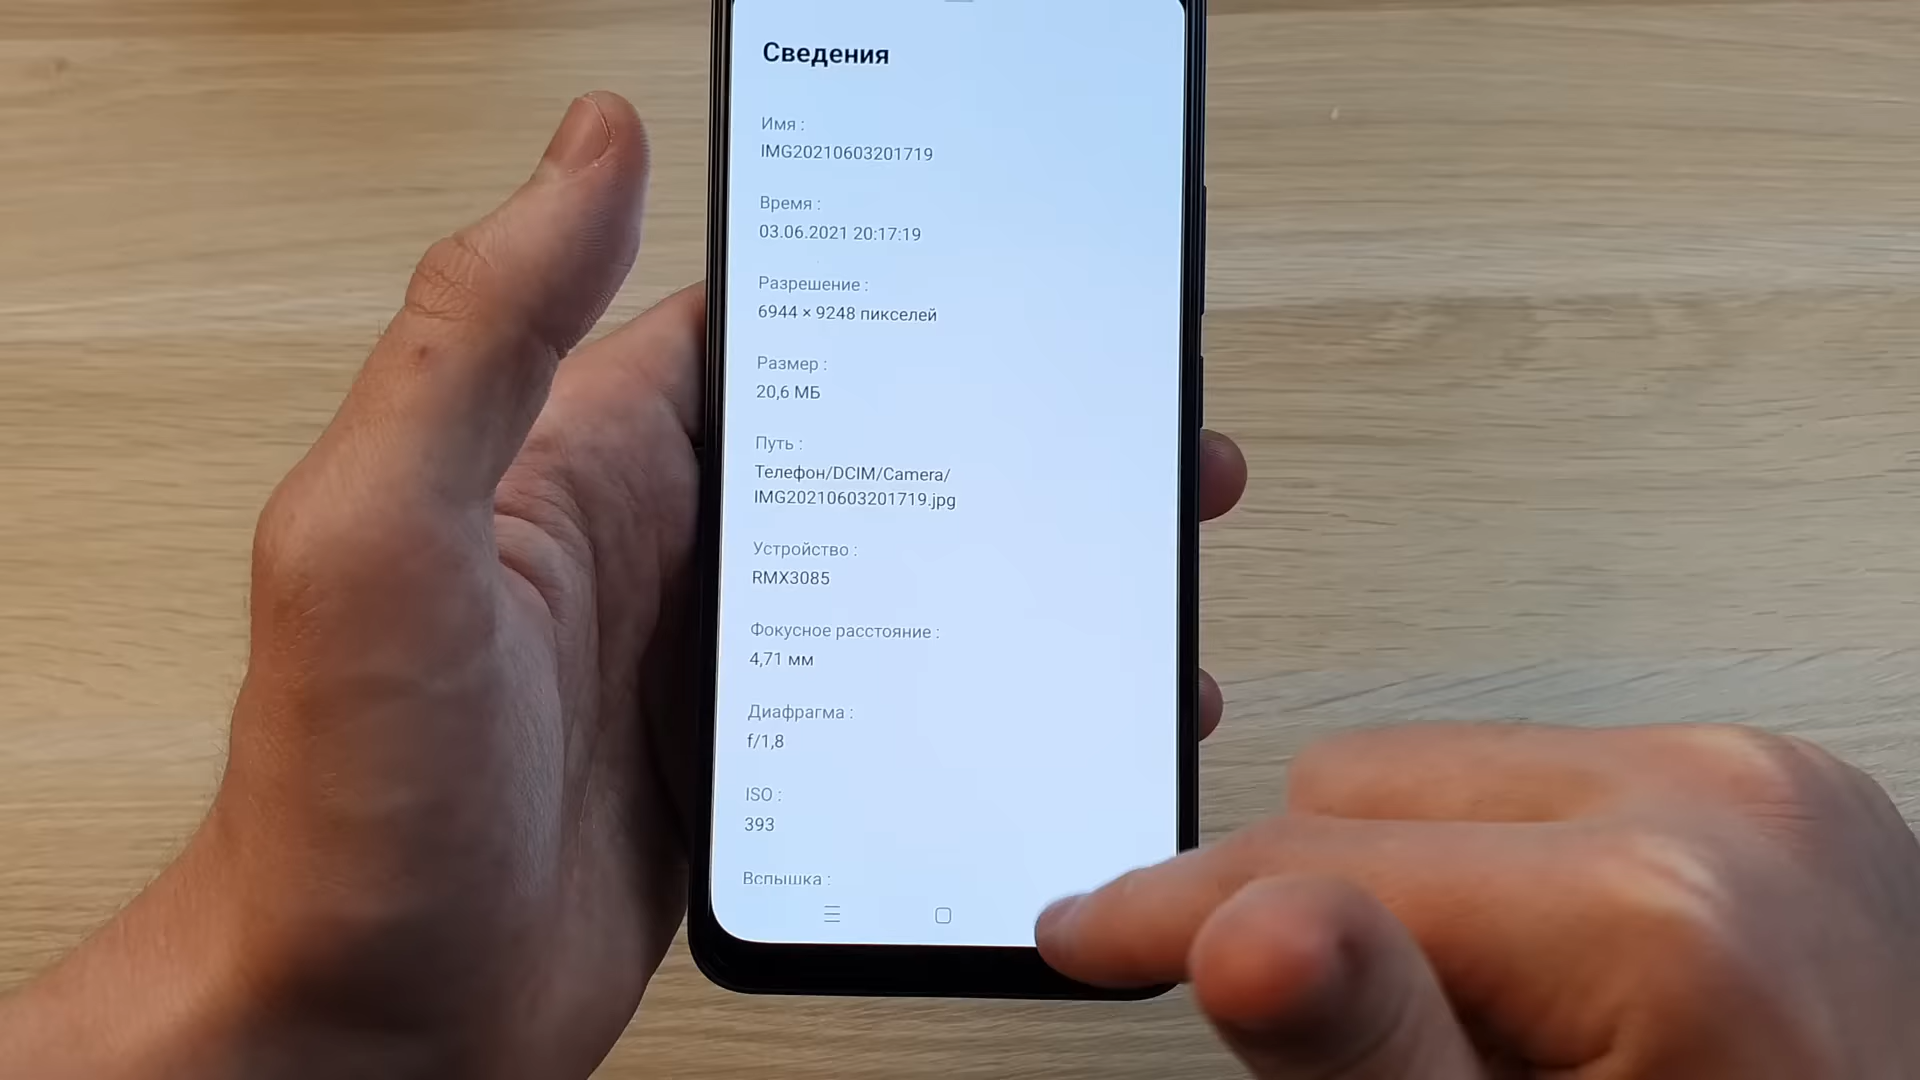 Сведения
Имя :
IMG20210603201719
Время :
03.06.2021 20:17:19
Разрешение :
6944 × 9248 пикселей
Размер :
20,6 МБ
Путь :
Телефон/DCIM/Camera/
IMG20210603201719.jpg
Устройство :
RMX3085
Фокусное расстояние :
4,71 мм
Диафрагма :
f/1,8
ISO :
393
Вспышка :